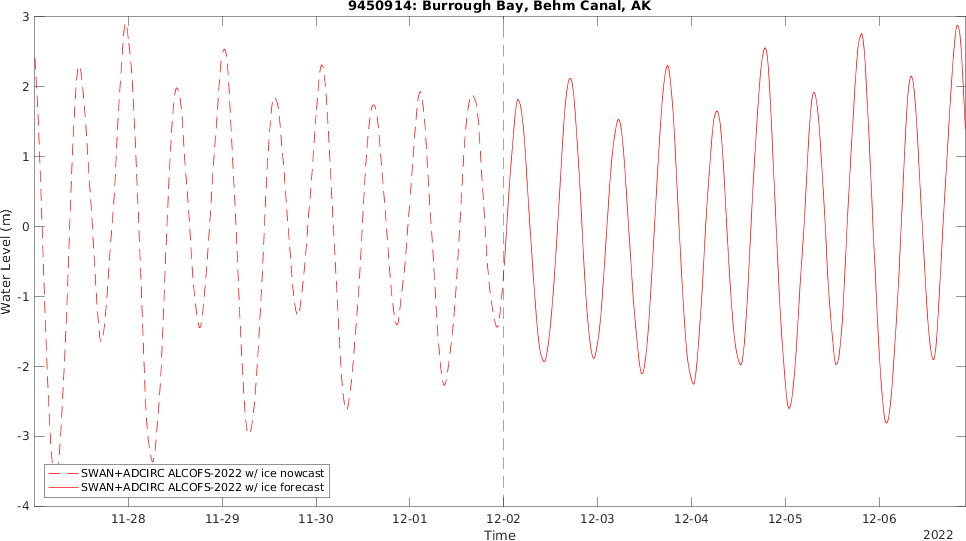 9450914: Burrough Bay, Behm Canal, AK
3
2
1
0
-1
-2
-3
-4
Water Level (m)
SWAN+ADCIRC ALCOFS-2022 w/ ice nowcast
SWAN+ADCIRC ALCOFS-2022 w/ ice forecast
11-28 11-29 11-30 12-01 12-02 12-03 12-04 12-05 12-06
Time
2022